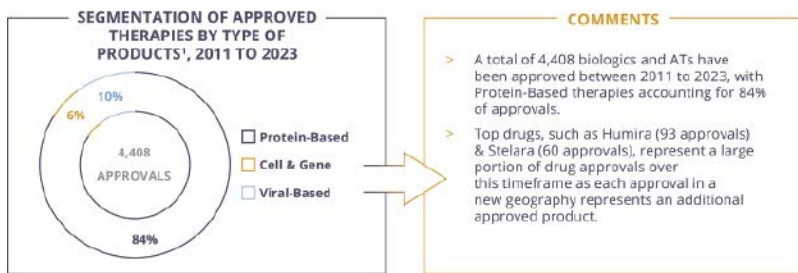 SEGMENTATION OF APPROVED
THERAPIES BY TYPE OF
PRODUCTS¹, 2011 TO 2023
10%
6%
4,408
APPROVALS
84%
Protein-Based
Cell & Gene
Viral-Based
COMMENTS
> A total of 4,408 biologics and ATs have
been approved between 2011 to 2023, with
Protein-Based therapies accounting for 84%
of approvals.
> Top drugs, such as Humira (93 approvals)
& Stelara (60 approvals), represent a large
portion of drug approvals over
this timeframe as each approval in a
new geography represents an additional
approved product.